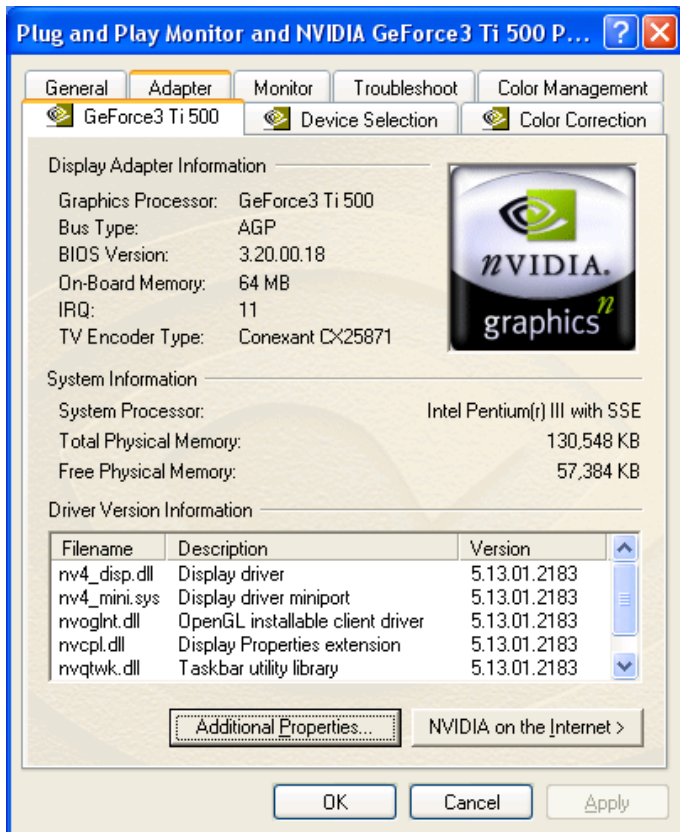 Plug and Play Monitor and NVIDIA GeForce3 Ti 500 P...
General Adapter Monitor Troubleshoot Color Management
GeForce3 Ti 500 Device Selection Color Correction
Display Adapter Information
Graphics Processor: GeForce3 Ti 500
Bus Type: AGP
BIOS Version: 3.20.00.18
On-Board Memory: 64 MB
IRQ: 11
TV Encoder Type: Conexant CX25871
nVIDIA.
graphics n
System Information
System Processor: Intel Pentium(r) III with SSE
Total Physical Memory: 130,548 KB
Free Physical Memory: 57,384 KB
Driver Version Information
Filename Description Version
nv4_disp.dll Display driver 5.13.01.2183
nv4_mini.sys Display driver miniport 5.13.01.2183
nvoglnt.dll OpenGL installable client driver 5.13.01.2183
nvcpl.dll Display Properties extension 5.13.01.2183
nvqtwk.dll Taskbar utility library 5.13.01.2183
Additional Properties... NVIDIA on the Internet >
OK Cancel Apply